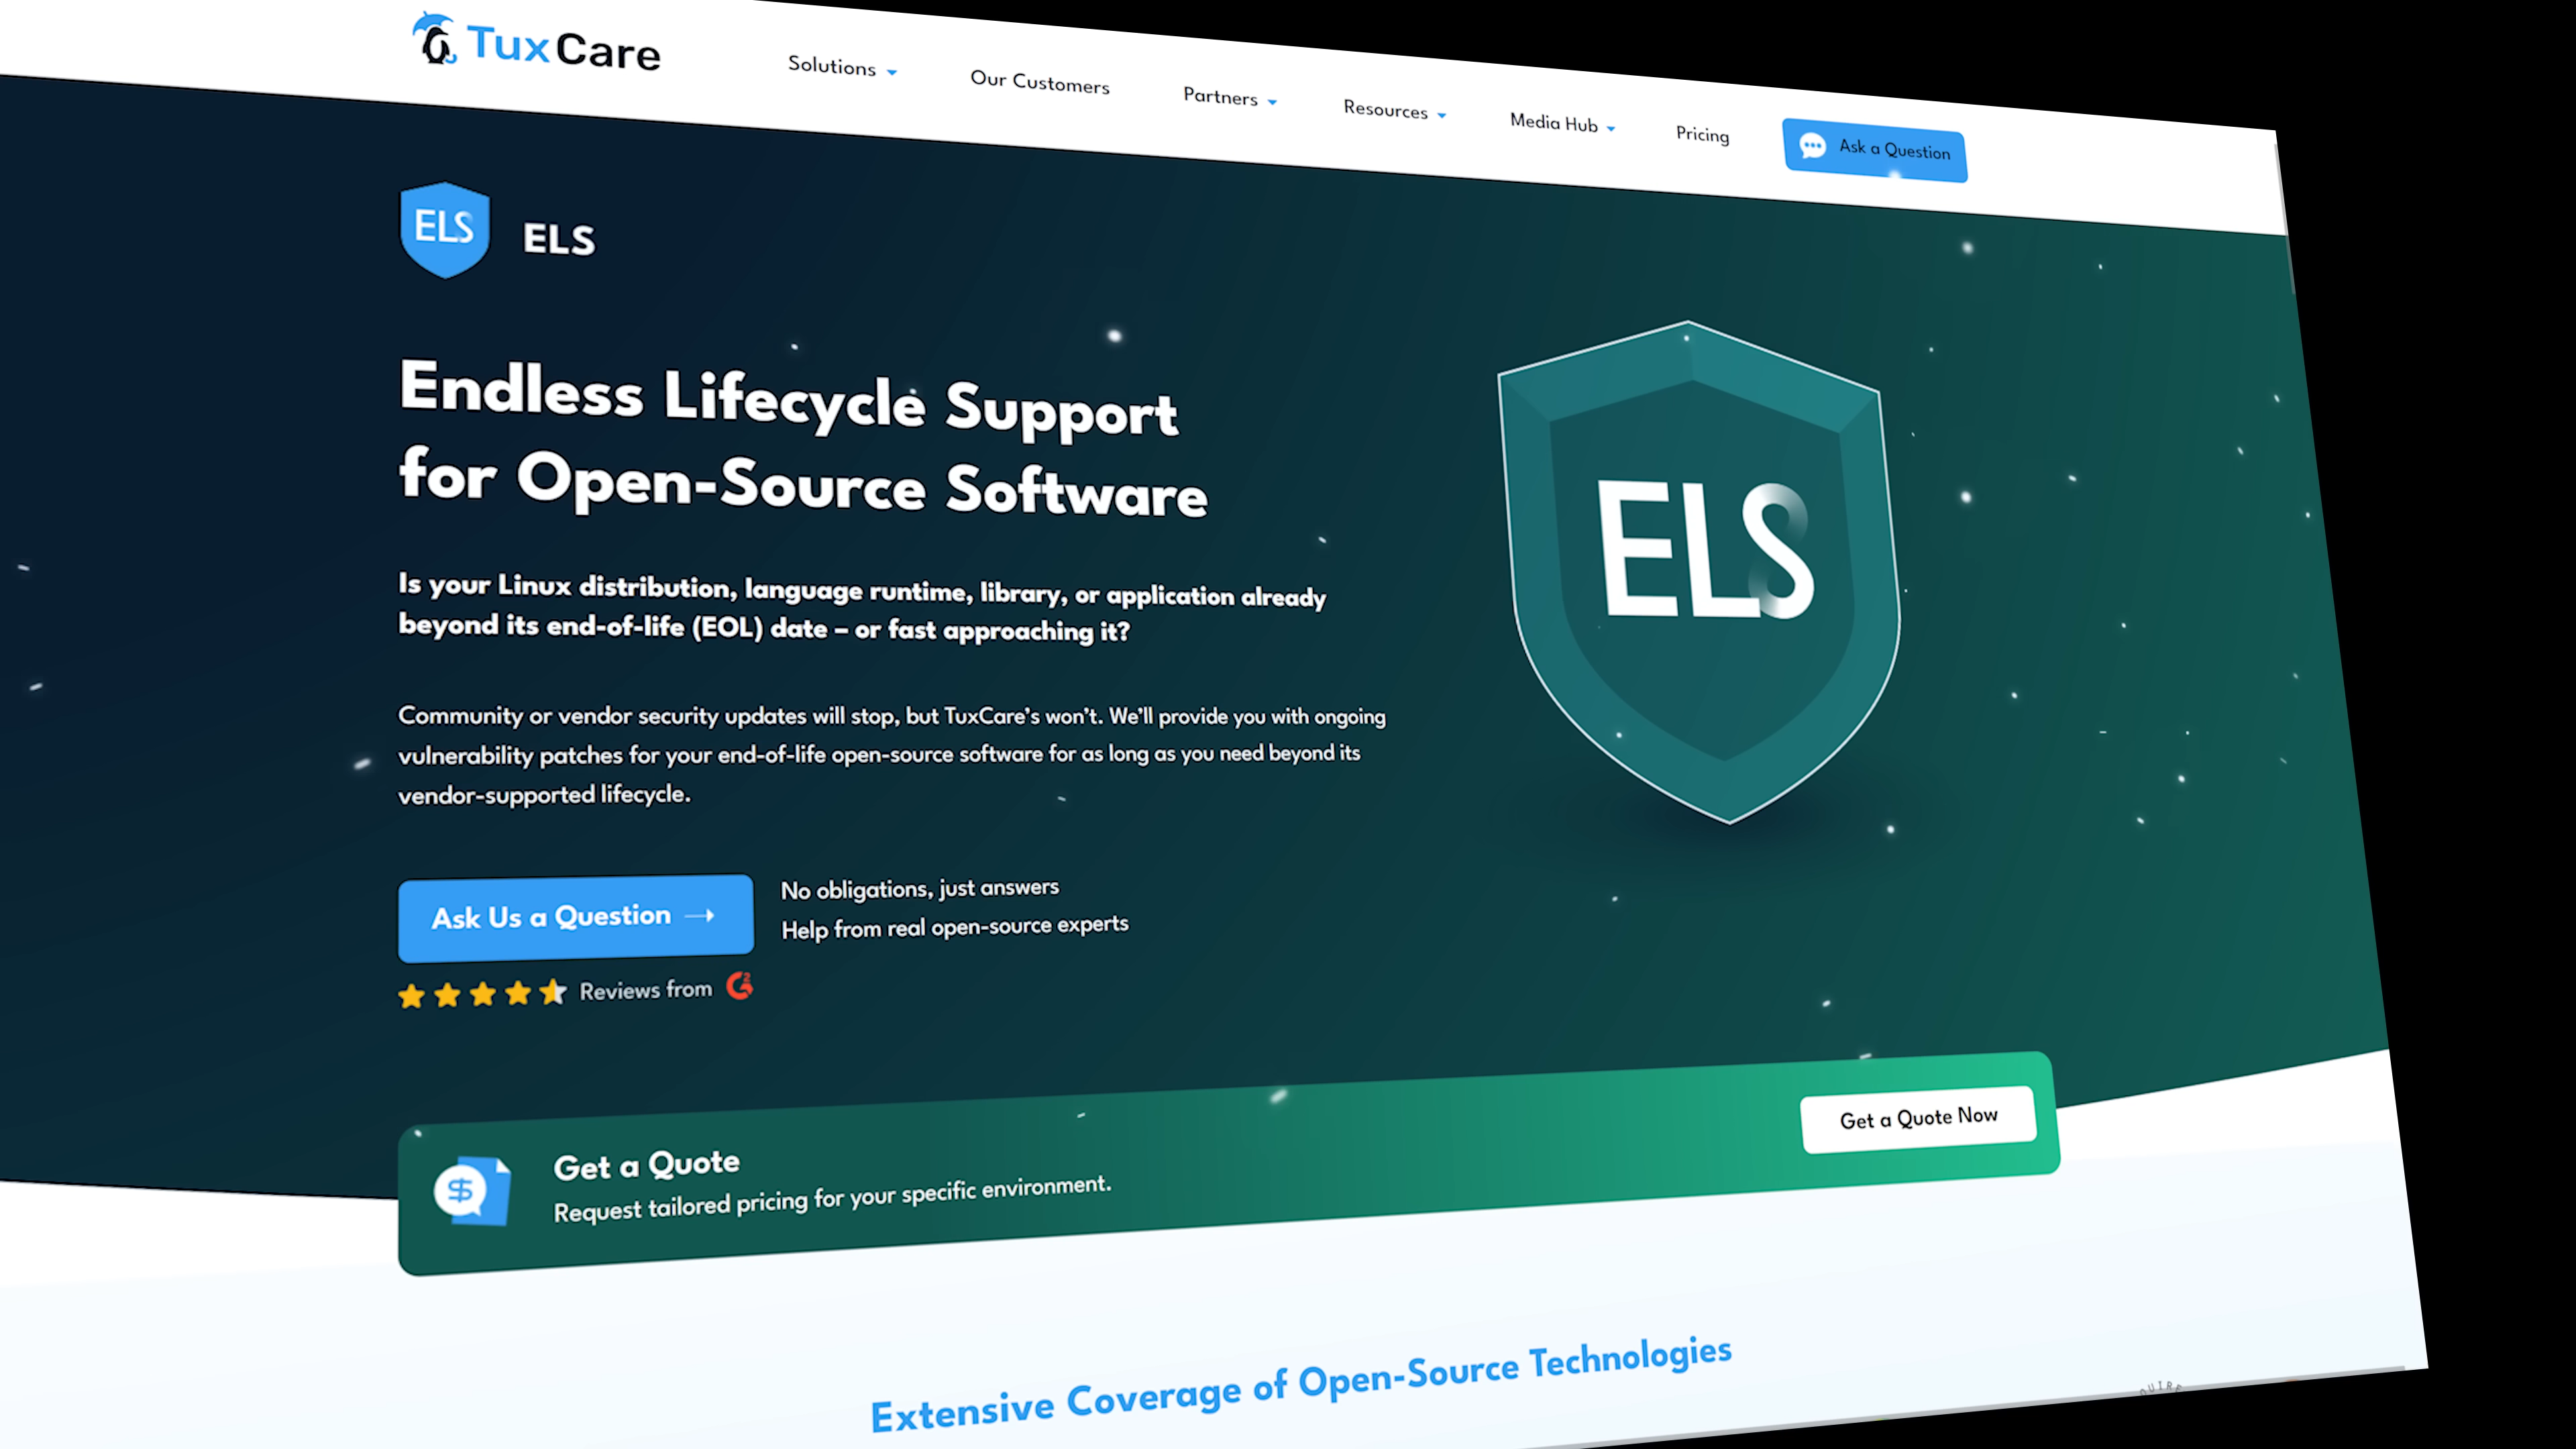 TuxCare
Solutions
Our Customers
Partners
Resources
Media Hub
Pricing
Ask a Question
ELS
ELS
Endless Lifecycle Support
for Open-Source Software
Is your Linux distribution, language runtime, library, or application already
beyond its end-of-life (EOL) date – or fast approaching it?
Community or vendor security updates will stop, but TuxCare's won't. We'll provide you with ongoing
vulnerability patches for your end-of-life open-source software for as long as you need beyond its
vendor-supported lifecycle.
ELS
Ask Us a Question →
No obligations, just answers
Help from real open-source experts
Reviews from G2
$
Get a Quote
Request tailored pricing for your specific environment.
Get a Quote Now
Extensive Coverage of Open-Source Technologies